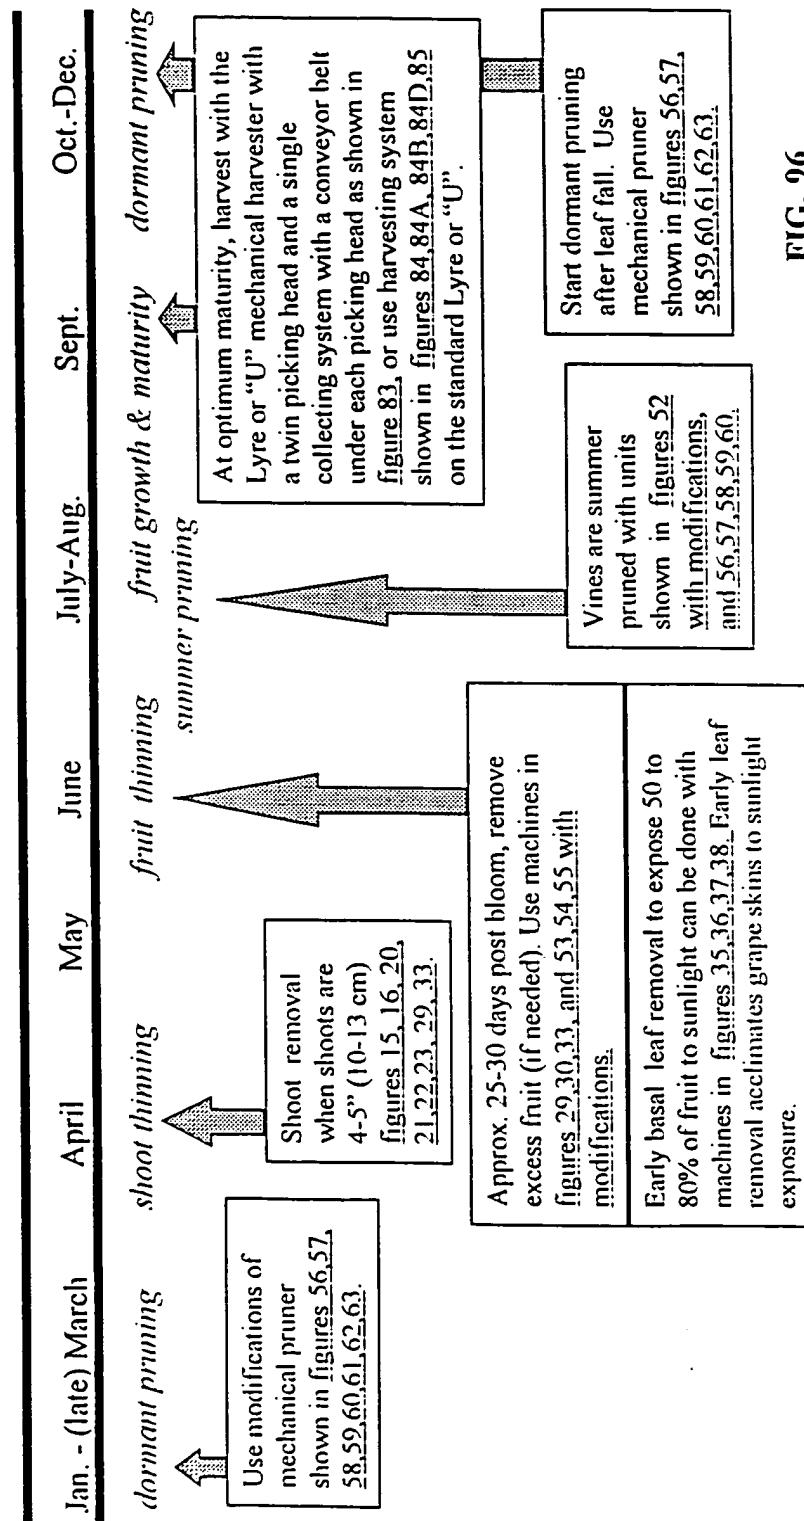 Jan. - (late) March April May June July-Aug. Sept. Oct.-Dec.
dormant pruning shoot thinning fruit thinning fruit growth & maturity dormant pruning
summer pruning
Use modifications of
mechanical pruner
shown in figures 56,57,
58,59,60,61,62,63.
Shoot removal
when shoots are
4-5" (10-13 cm)
figures 15, 16, 20,
21,22,23, 29, 33.
Approx. 25-30 days post bloom, remove
excess fruit (if needed). Use machines in
figures 29,30,33, and 53,54,55 with
modifications.
Early basal leaf removal to expose 50 to
80% of fruit to sunlight can be done with
machines in figures 35,36,37,38. Early leaf
removal acclimates grape skins to sunlight
exposure.
Vines are summer
pruned with units
shown in figures 52
with modifications,
and 56,57,58,59,60.
At optimum maturity, harvest with the
Lyre or "U" mechanical harvester with
a twin picking head and a single
collecting system with a conveyor belt
under each picking head as shown in
figure 83, or use harvesting system
shown in figures 84,84A, 84B,84D,85
on the standard Lyre or "U".
Start dormant pruning
after leaf fall. Use
mechanical pruner
shown in figures 56,57,
58,59,60,61,62,63.
FIG. 26